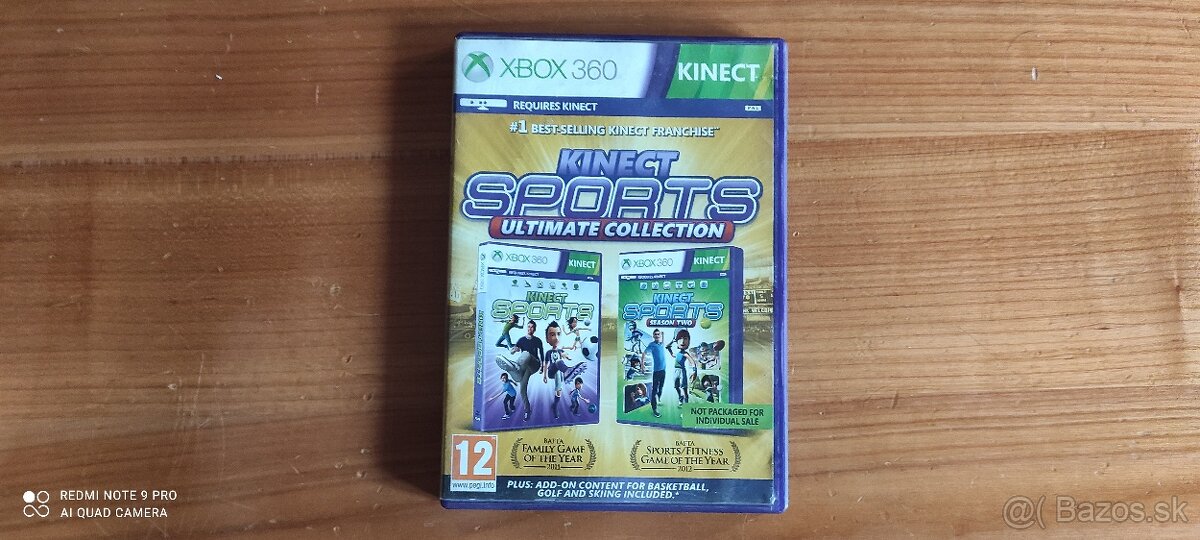 XBOX 360
KINECT
REQUIRES KINECT
PAL
#1 BEST-SELLING KINECT FRANCHISE™
KINECT
SPORTS
ULTIMATE COLLECTION
XBOX 360
KINECT
KINECT
SPORTS
XBOX 360
KINECT
KINECT
SPORTS
SEASON TWO
NOT PACKAGED FOR
INDIVIDUAL SALE
12
www.pegi.info
BAFTA
FAMILY GAME
OF THE YEAR
2011
BAFTA
SPORTS/FITNESS
GAME OF THE YEAR
2012
PLUS: ADD-ON CONTENT FOR BASKETBALL,
GOLF AND SKIING INCLUDED.*
REDMI NOTE 9 PRO
AI QUAD CAMERA
@( Bazos.sk